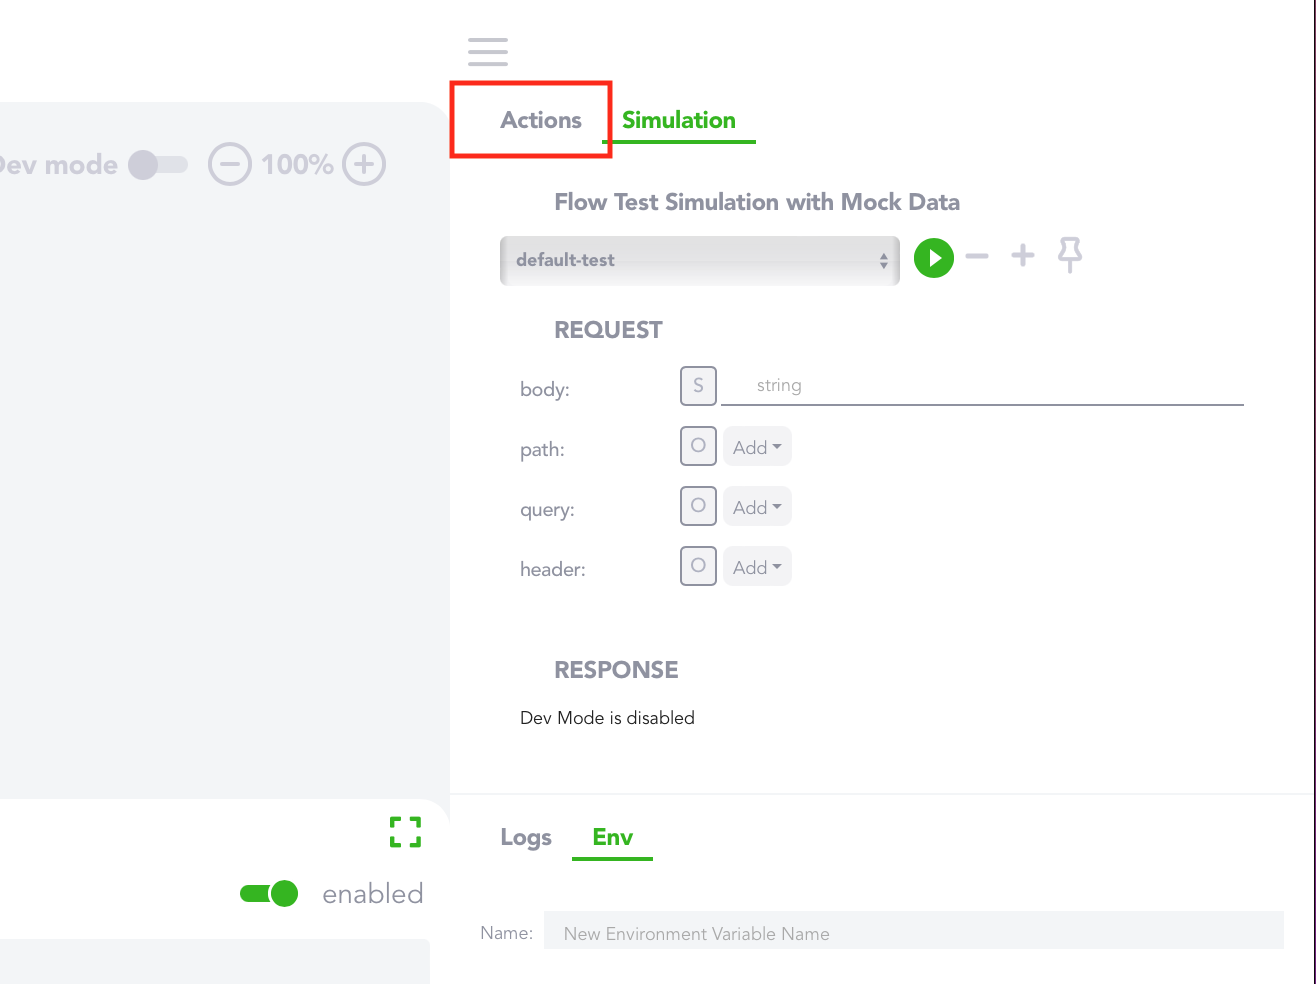 Actions Simulation
Dev mode 100%
Flow Test Simulation with Mock Data
default-test
REQUEST
body: S string
path: O Add
query: O Add
header: O Add
RESPONSE
Dev Mode is disabled
Logs Env
enabled
Name: New Environment Variable Name